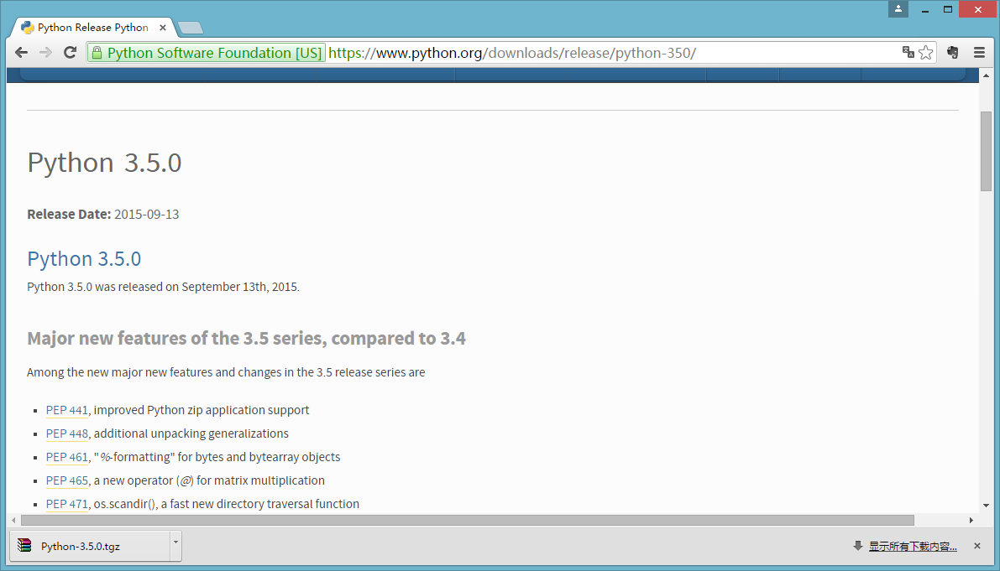 Python Release Python
Python Software Foundation [US] https://www.python.org/downloads/release/python-350/
Python 3.5.0
Release Date: 2015-09-13
Python 3.5.0
Python 3.5.0 was released on September 13th, 2015.
Major new features of the 3.5 series, compared to 3.4
Among the new major new features and changes in the 3.5 release series are
PEP 441, improved Python zip application support
PEP 448, additional unpacking generalizations
PEP 461, "%-formatting" for bytes and bytearray objects
PEP 465, a new operator (@) for matrix multiplication
PEP 471, os.scandir(), a fast new directory traversal function
Python-3.5.0.tgz
显示所有下载内容...